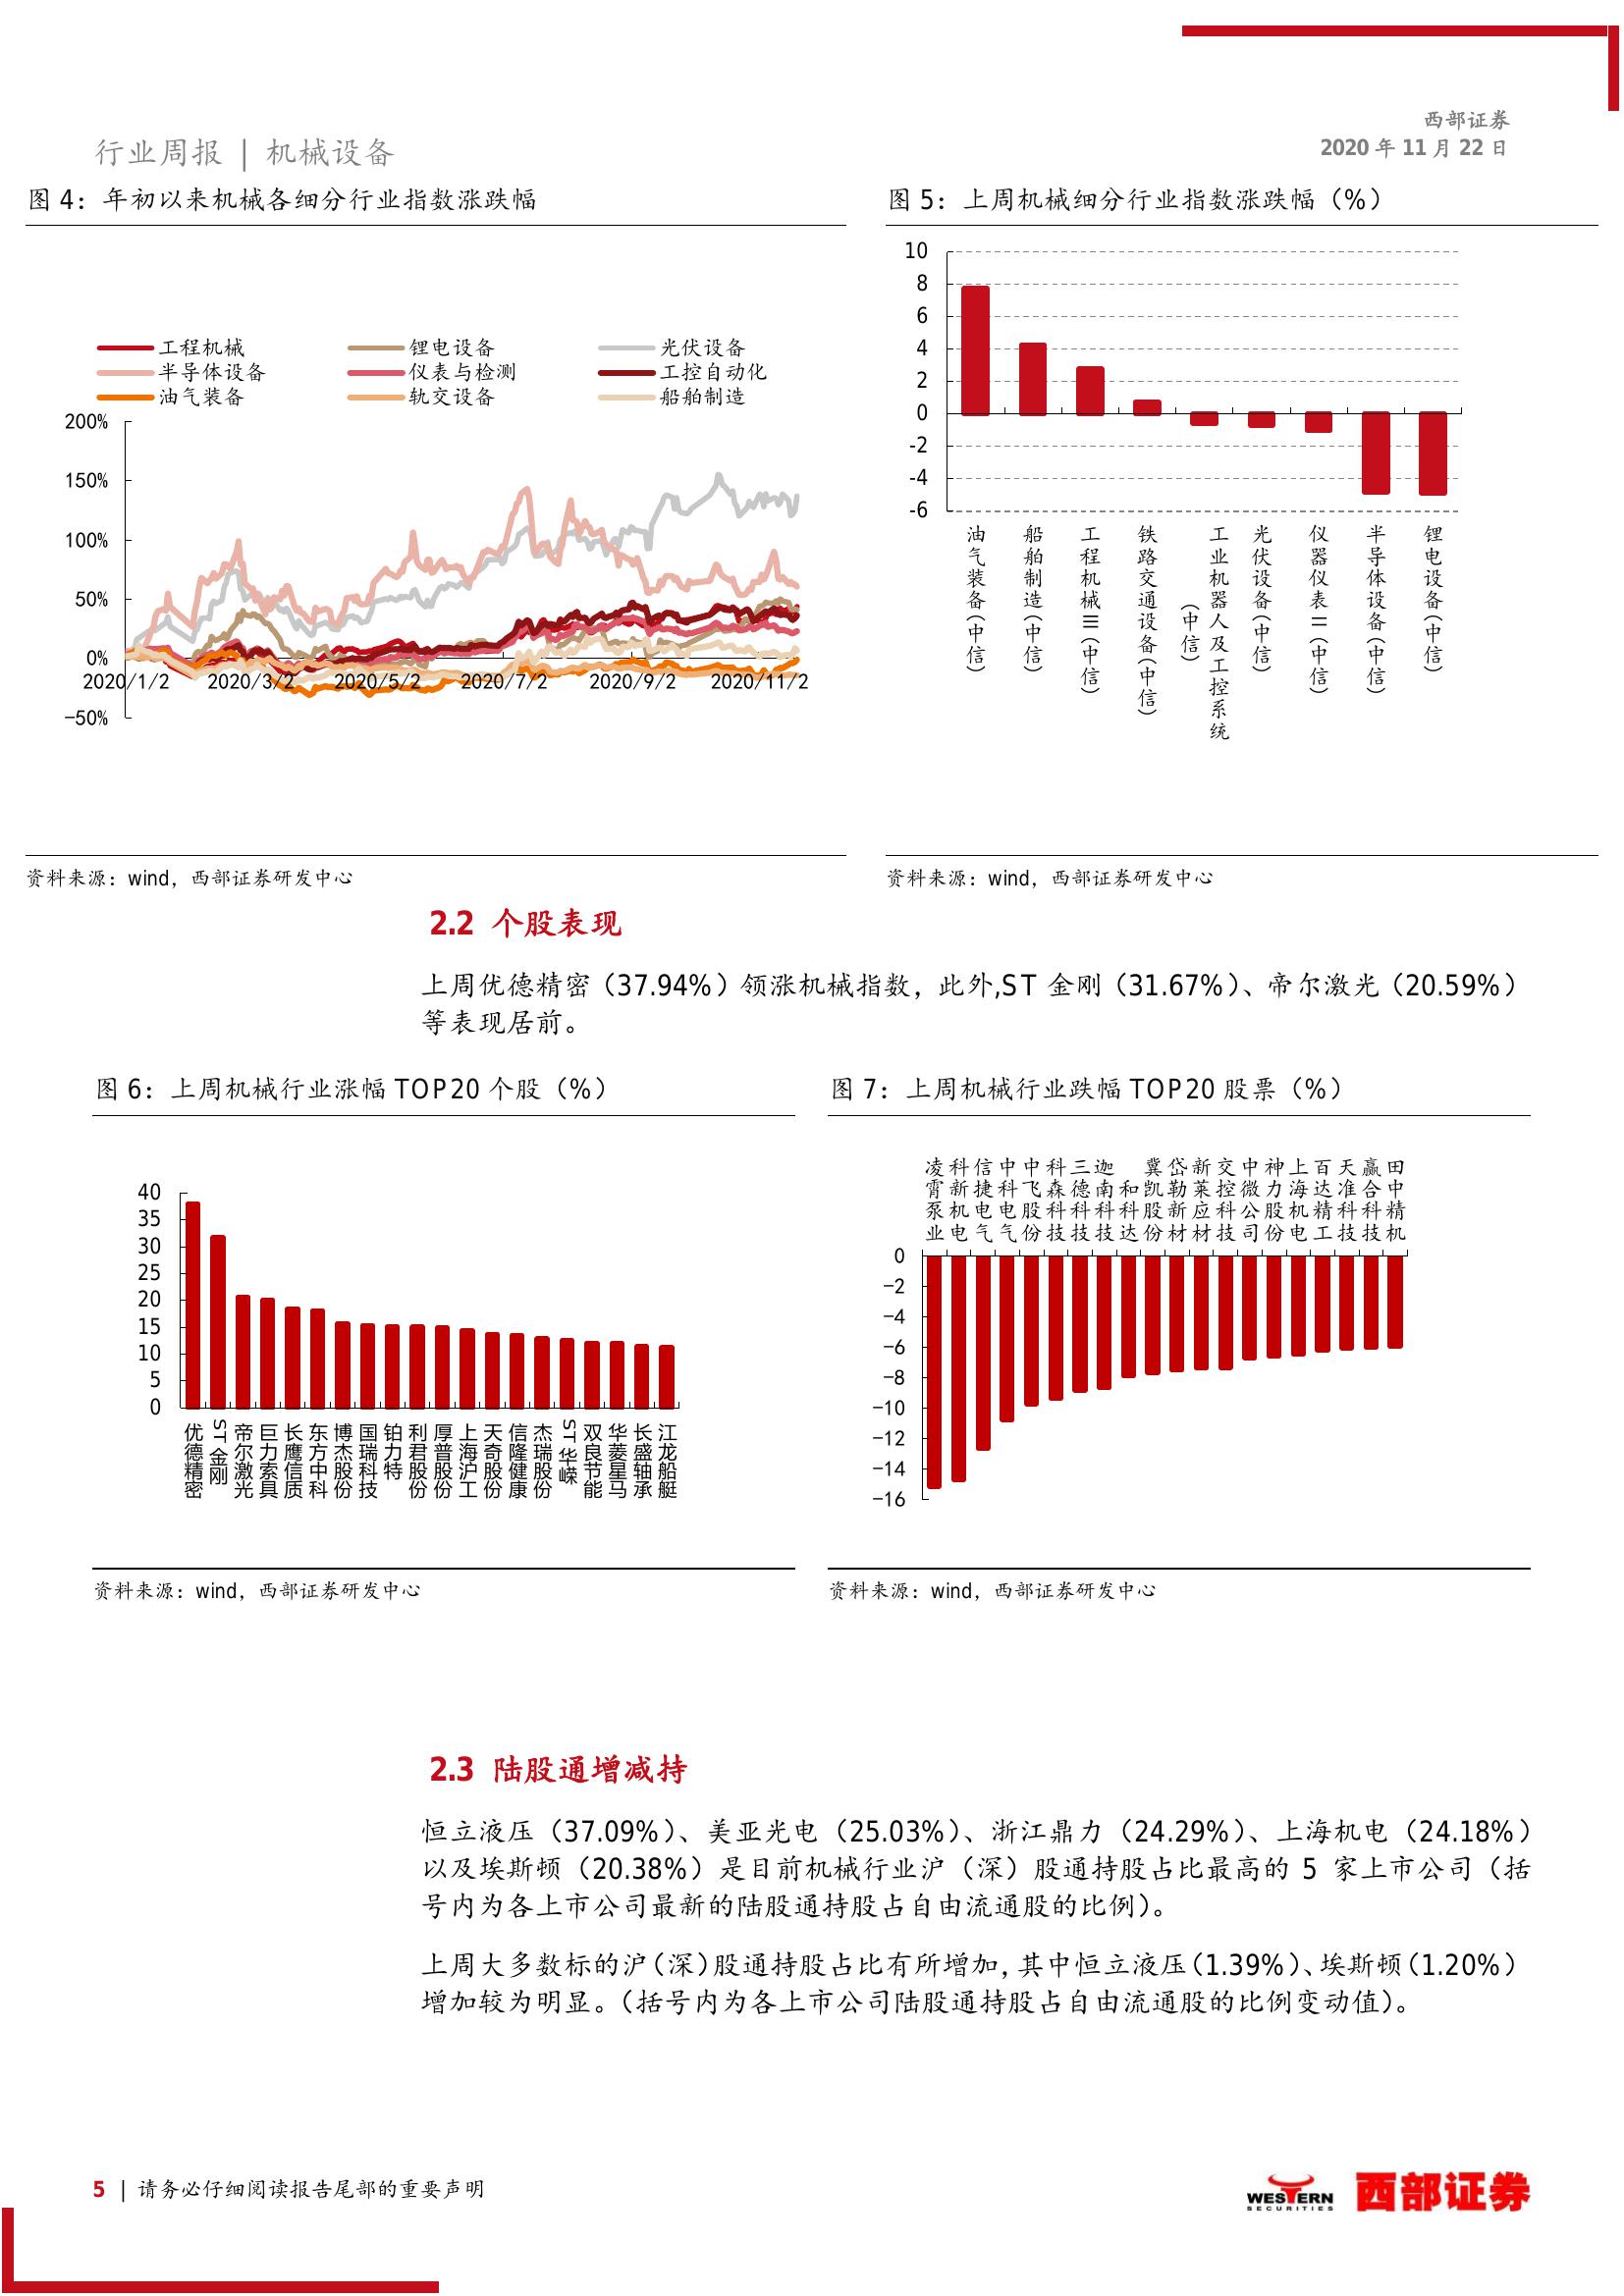 行业周报 | 机械设备
西部证券
2020 年 11 月 22 日
图 4：年初以来机械各细分行业指数涨跌幅
工程机械
锂电设备
光伏设备
半导体设备
仪表与检测
工控自动化
油气装备
轨交设备
船舶制造
200%
150%
100%
50%
0%
-50%
2020/1/2
2020/3/2
2020/5/2
2020/7/2
2020/9/2
2020/11/2
资料来源：wind，西部证券研发中心
图 5：上周机械细分行业指数涨跌幅（%）
10
8
6
4
2
0
-2
-4
-6
油气装备(中信)
船舶制造(中信)
工程机械III(中信)
铁路交通设备(中信)
工业机器人及工控系统
(中信)
光伏设备(中信)
仪器仪表II(中信)
半导体设备(中信)
锂电设备(中信)
资料来源：wind，西部证券研发中心
2.2 个股表现
上周优德精密（37.94%）领涨机械指数，此外,ST 金刚（31.67%）、帝尔激光（20.59%）
等表现居前。
图 6：上周机械行业涨幅 TOP20 个股（%）
40
35
30
25
20
15
10
5
0
优德精密
ST金刚
帝尔激光
巨力索具
长鹰信质
东方中科
博杰股份
国瑞科技
铂力特
利君股份
厚普股份
上海沪工
天奇股份
信隆健康
杰瑞股份
ST华嵘
双良节能
华菱星马
长盛轴承
江龙船艇
资料来源：wind，西部证券研发中心
图 7：上周机械行业跌幅 TOP20 股票（%）
凌霄泵业
科新机电
信捷电气
中科电气
中飞股份
科森科技
三德科技
迦南科技
和科达
冀凯股份
岱勒新材
新莱应材
交控科技
中微公司
神力股份
上海机电
百达精工
天准科技
赢合科技
田中精机
0
-2
-4
-6
-8
-10
-12
-14
-16
资料来源：wind，西部证券研发中心
2.3 陆股通增减持
恒立液压（37.09%）、美亚光电（25.03%）、浙江鼎力（24.29%）、上海机电（24.18%）
以及埃斯顿（20.38%）是目前机械行业沪（深）股通持股占比最高的 5 家上市公司（括
号内为各上市公司最新的陆股通持股占自由流通股的比例）。
上周大多数标的沪（深）股通持股占比有所增加，其中恒立液压（1.39%）、埃斯顿（1.20%）
增加较为明显。（括号内为各上市公司陆股通持股占自由流通股的比例变动值）。
5 | 请务必仔细阅读报告尾部的重要声明
WESTERN
SECURITIES
西部证券